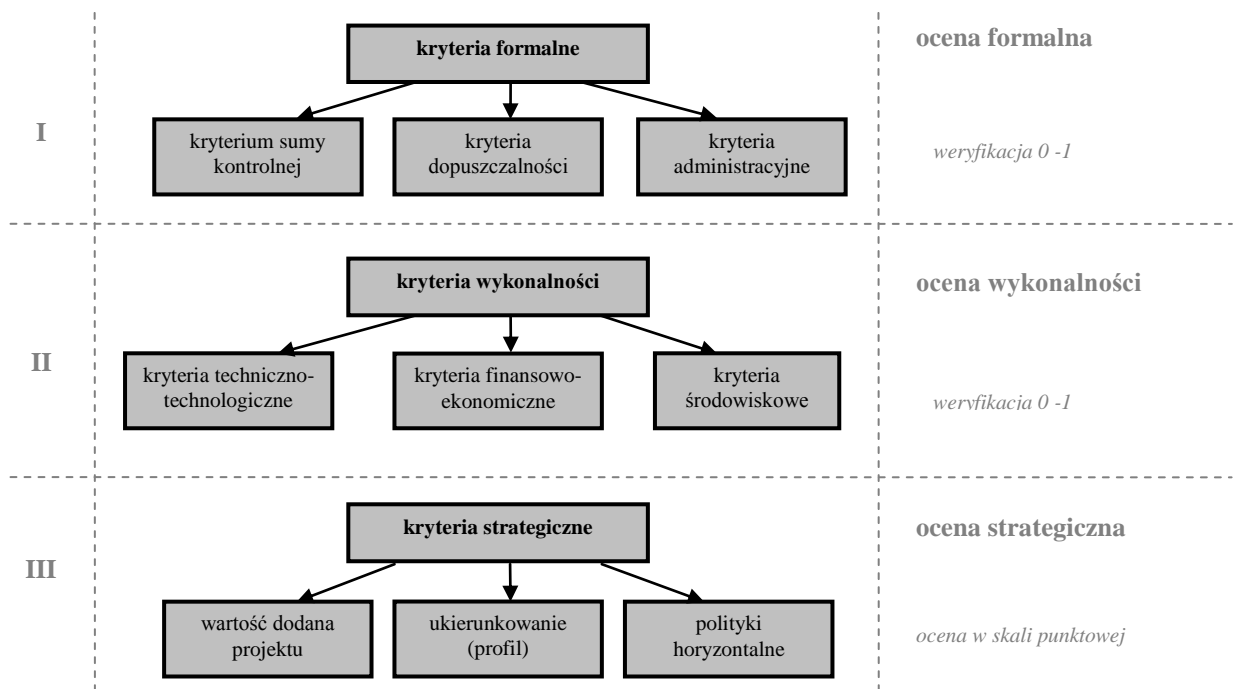 kryteria formalne
ocena formalna
I
kryterium sumy
kontrolnej
kryteria
dopuszczalności
kryteria
administracyjne
weryfikacja 0 -1
kryteria wykonalności
ocena wykonalności
II
kryteria techniczno-
technologiczne
kryteria finansowo-
ekonomiczne
kryteria
środowiskowe
weryfikacja 0 -1
kryteria strategiczne
ocena strategiczna
III
wartość dodana
projektu
ukierunkowanie
(profil)
polityki
horyzontalne
ocena w skali punktowej